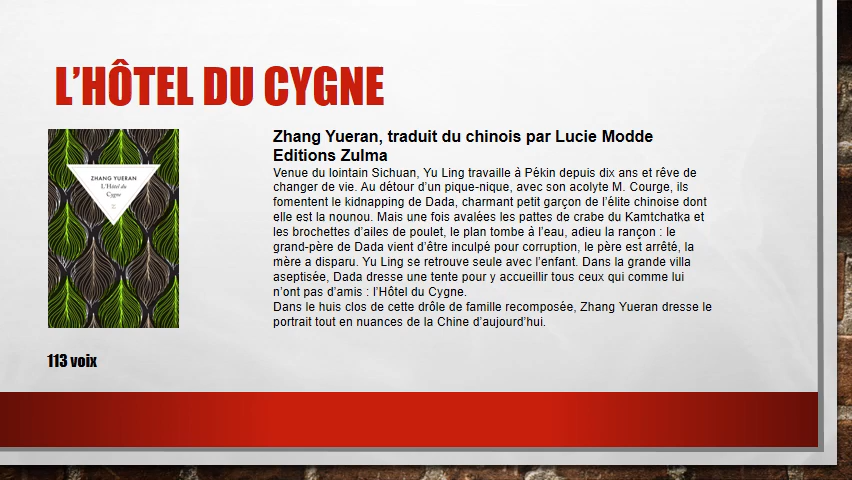 L’HÔTEL DU CYGNE
ZHANG YUERAN
L’Hôtel du
Cygne
Zhang Yueran, traduit du chinois par Lucie Modde
Editions Zulma
Venue du lointain Sichuan, Yu Ling travaille à Pékin depuis dix ans et rêve de
changer de vie. Au détour d’un pique-nique, avec son acolyte M. Courge, ils
fomentent le kidnapping de Dada, charmant petit garçon de l’élite chinoise dont
elle est la nounou. Mais une fois avalées les pattes de crabe du Kamtchatka et
les brochettes d’ailes de poulet, le plan tombe à l’eau, adieu la rançon : le
grand-père de Dada vient d’être inculpé pour corruption, le père est arrêté, la
mère a disparu. Yu Ling se retrouve seule avec l’enfant. Dans la grande villa
aseptisée, Dada dresse une tente pour y accueillir tous ceux qui comme lui
n’ont pas d’amis : l’Hôtel du Cygne.
Dans le huis clos de cette drôle de famille recomposée, Zhang Yueran dresse le
portrait tout en nuances de la Chine d’aujourd’hui.
113 voix